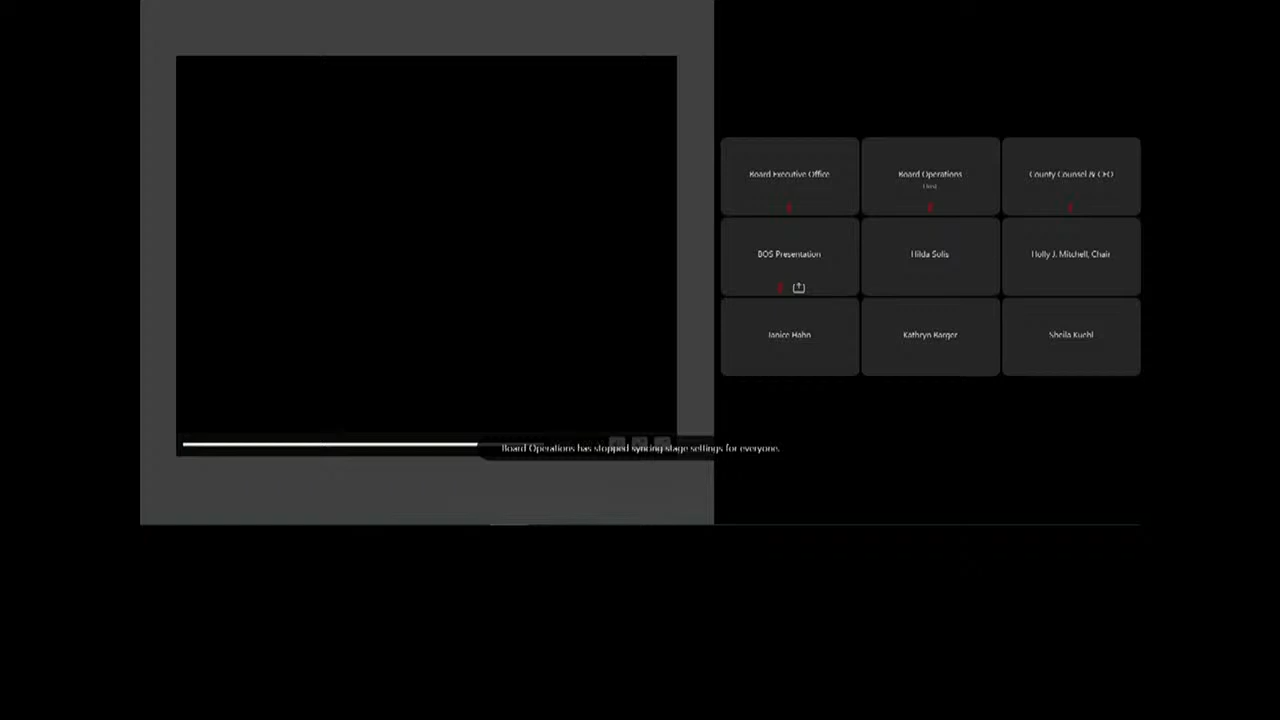 Board Executive Office
Board Operations
Host
County Counsel & CEO
BOS Presentation
Hilda Solis
Holly J. Mitchell, Chair
Janice Hahn
Kathryn Barger
Sheila Kuehl
Board Operations has stopped syncing stage settings for everyone.